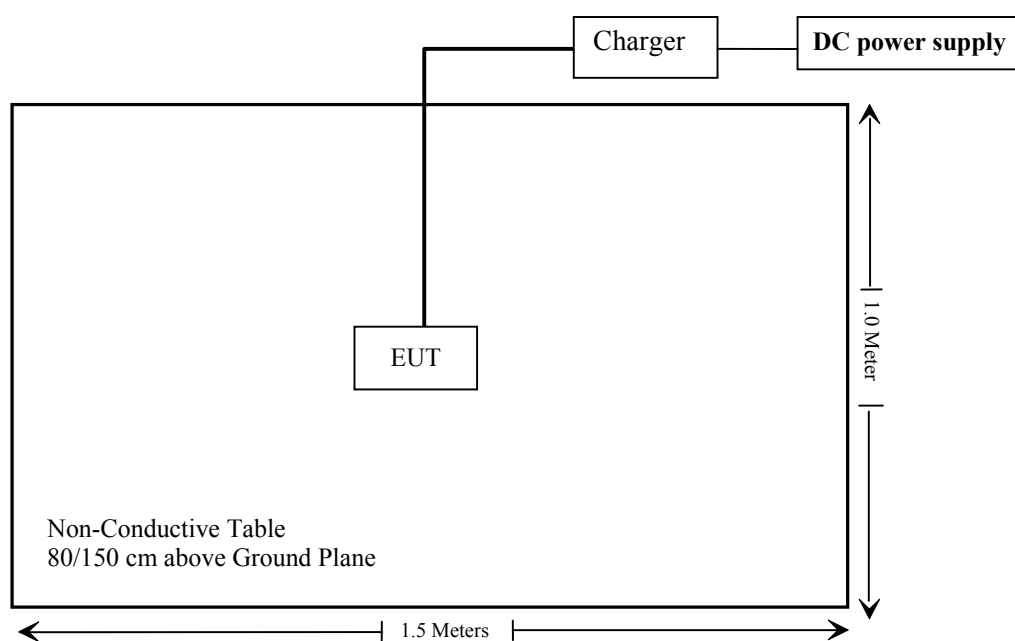 Charger
DC power supply
EUT
1.0 Meter
Non-Conductive Table
80/150 cm above Ground Plane
1.5 Meters